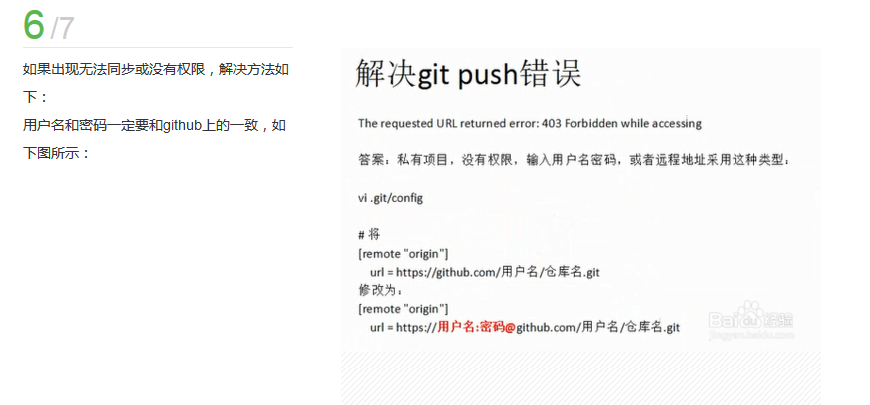 6/7
如果出现无法同步或没有权限，解决方法如
下：
用户名和密码一定要和github上的一致，如
下图所示：
解决git push错误
The requested URL returned error: 403 Forbidden while accessing
答案：私有项目，没有权限，输入用户名密码，或者远程地址采用这种类型：
vi .git/config
# 将
[remote "origin"]
url = https://github.com/用户名/仓库名.git
修改为：
[remote "origin"]
url = https://用户名:密码@github.com/用户名/仓库名.git
Baidu 经验
jingyan.baidu.com